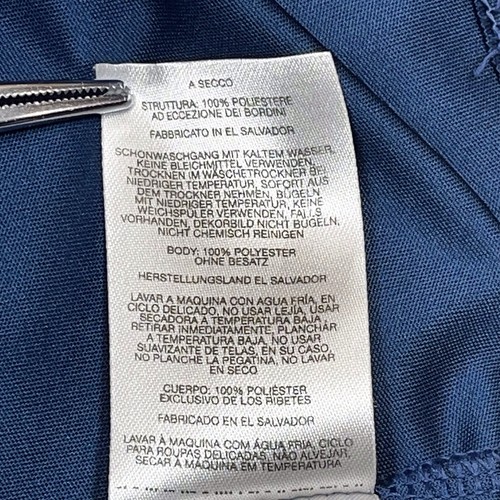 A SECCO
STRUTTURA: 100% POLIESTERE
AD ECCEZIONE DEI BORDINI
FABBRICATO IN EL SALVADOR
SCHONWASCHGANG MIT KALTEM WASSER,
KEINE BLEICHMITTEL VERWENDEN,
TROCKNEN IM WÄSCHETROCKNER BEI
NIEDRIGER TEMPERATUR, SOFORT AUS
DEM TROCKNER NEHMEN, BÜGELN
MIT NIEDRIGER TEMPERATUR, KEINE
WEICHSPÜLER VERWENDEN, FALLS
VORHANDEN, DEKORBILD NICHT BÜGELN,
NICHT CHEMISCH REINIGEN
BODY: 100% POLYESTER
OHNE BESATZ
HERSTELLUNGSLAND EL SALVADOR
LAVAR A MAQUINA CON AGUA FRÍA, EN
CICLO DELICADO, NO USAR LEJÍA, USAR
SECADORA A TEMPERATURA BAJA,
RETIRAR INMEDIATAMENTE, PLANCHAR
A TEMPERATURA BAJA, NO USAR
SUAVIZANTE DE TELAS, EN SU CASO,
NO PLANCHE LA PEGATINA, NO LAVAR
EN SECO
CUERPO: 100% POLIÉSTER
EXCLUSIVO DE LOS RIBETES
FABRICADO EN EL SALVADOR
LAVAR À MÁQUINA COM ÁGUA FRIA, CICLO
PARA ROUPAS DELICADAS, NÃO ALVEJAR,
SECAR À MÁQUINA EM TEMPERATURA